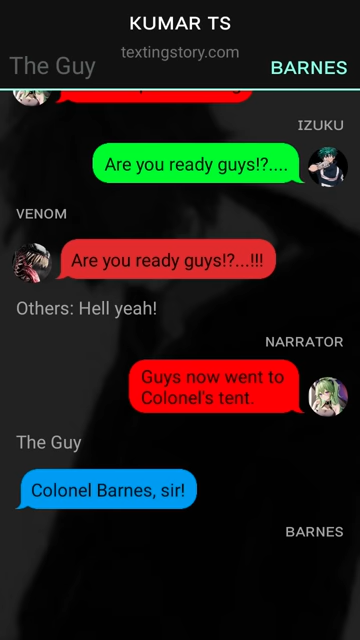 KUMAR TS
textingstory.com
The Guy
BARNES
IZUKU
Are you ready guys!?....
VENOM
Are you ready guys!?...!!!
Others: Hell yeah!
NARRATOR
Guys now went to
Colonel's tent.
The Guy
Colonel Barnes, sir!
BARNES